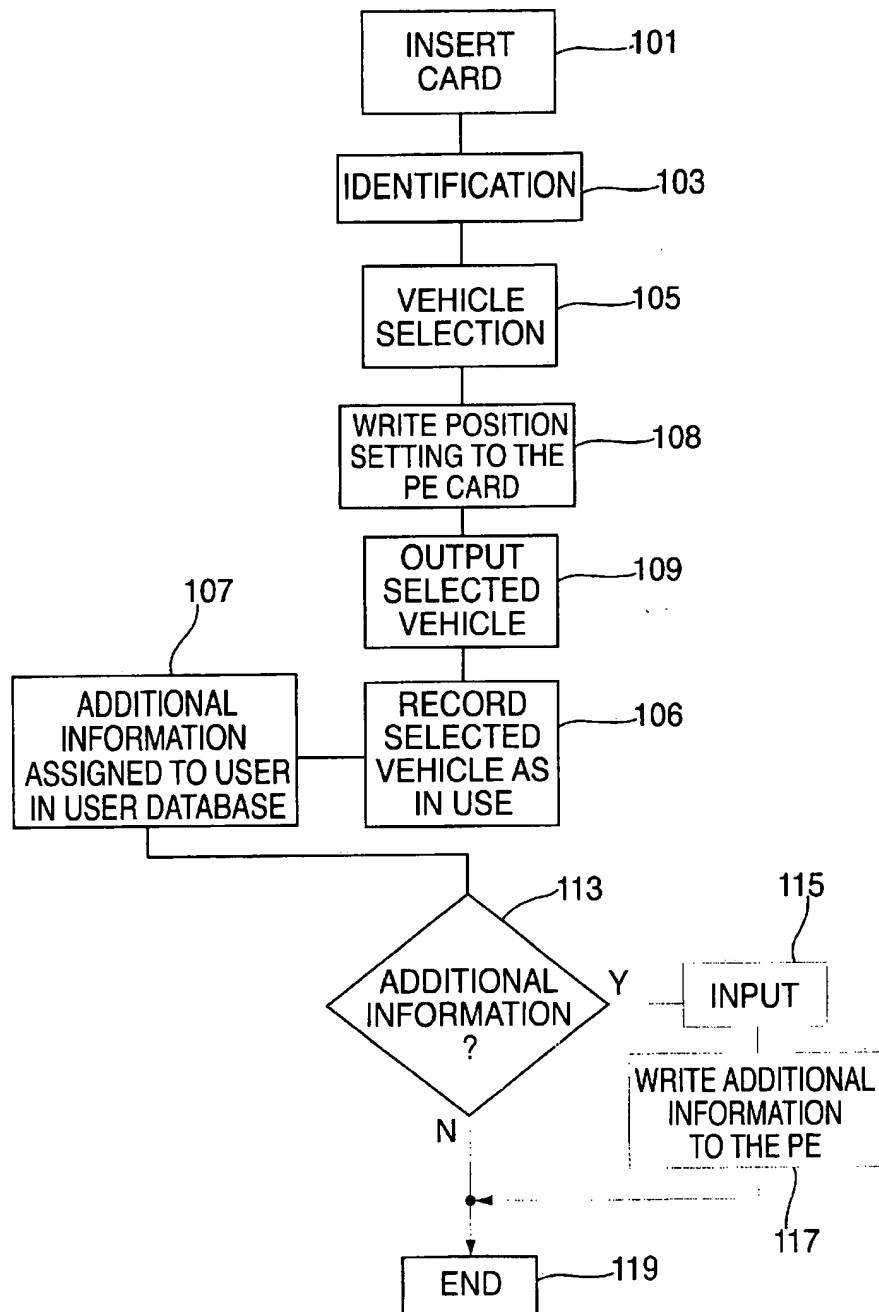 INSERT
CARD
101
IDENTIFICATION
103
VEHICLE
SELECTION
105
WRITE POSITION
SETTING TO THE
PE CARD
108
OUTPUT
SELECTED
VEHICLE
109
107
ADDITIONAL
INFORMATION
ASSIGNED TO USER
IN USER DATABASE
RECORD
SELECTED
VEHICLE AS
IN USE
106
113
ADDITIONAL
INFORMATION
?
Y
N
115
INPUT
WRITE ADDITIONAL
INFORMATION
TO THE PE
117
END
119